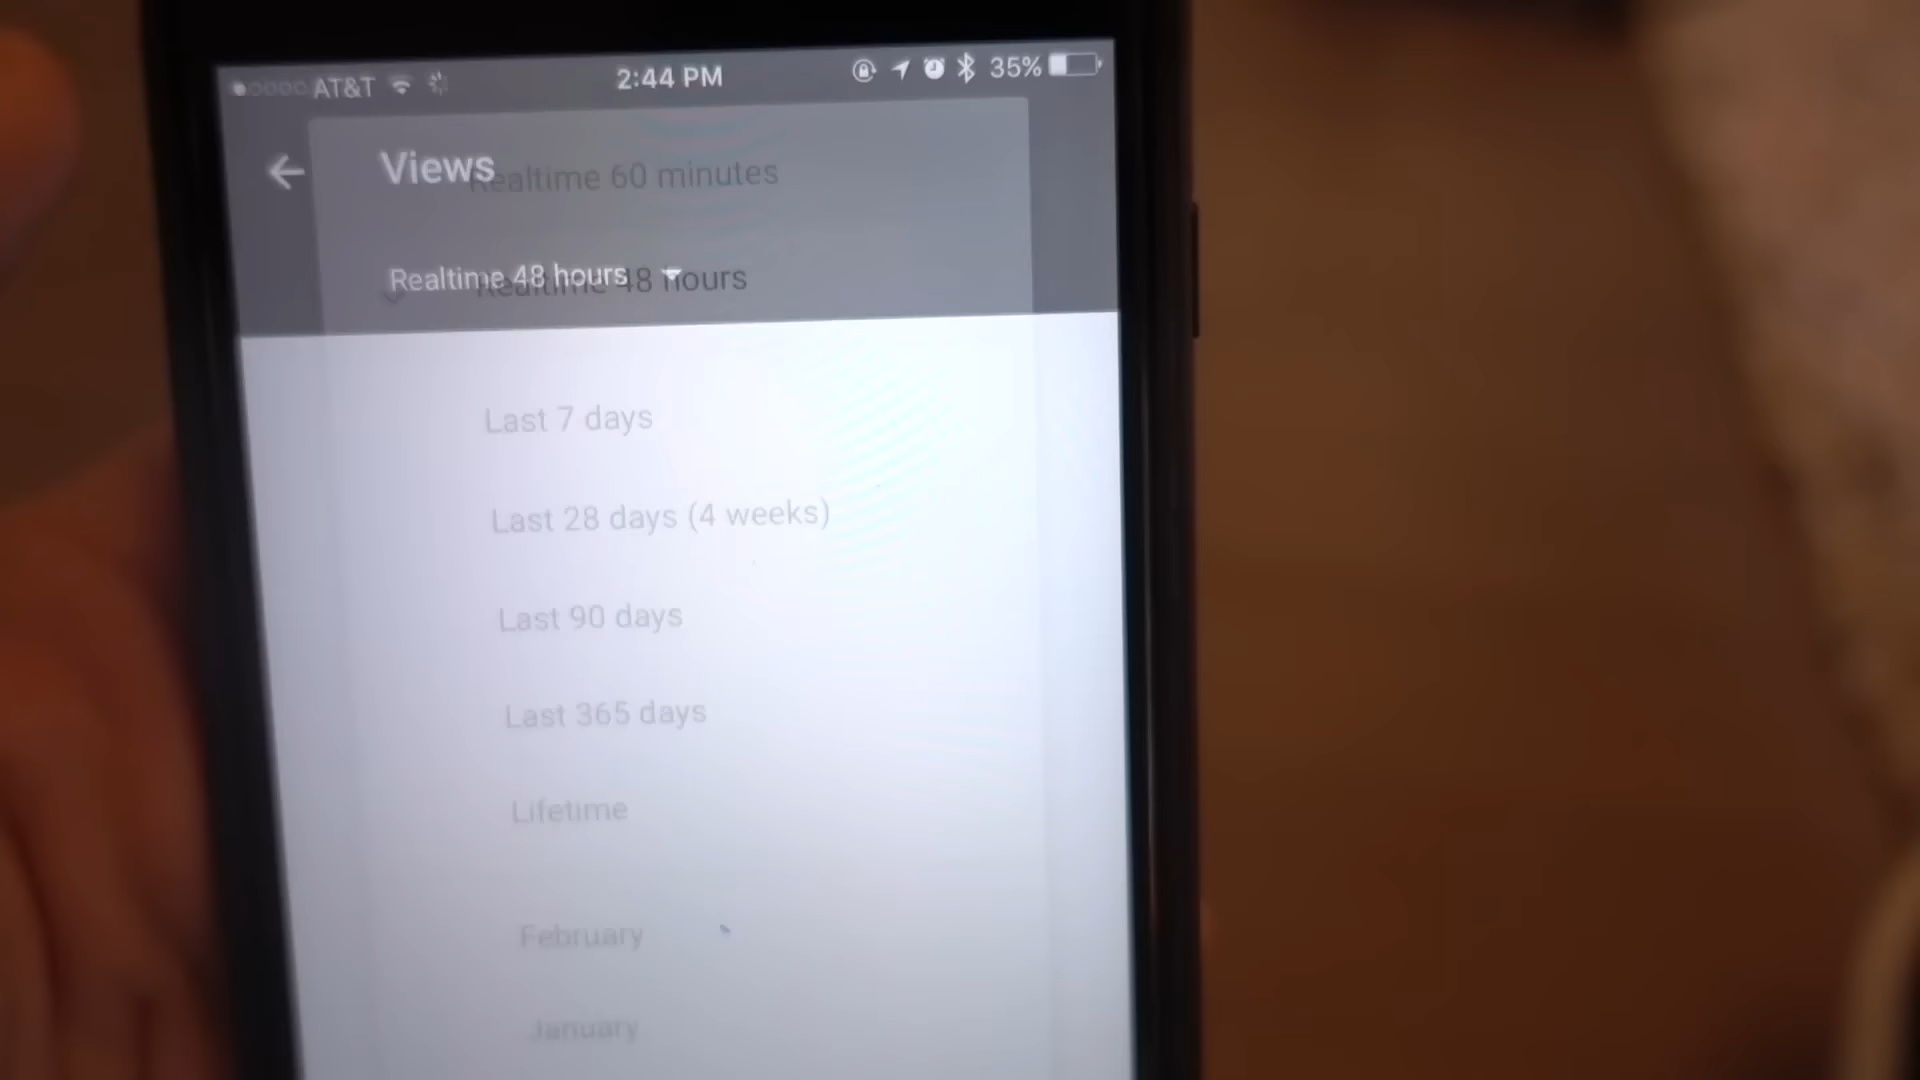 AT&T 2:44 PM 35%
Views
Realtime 60 minutes
Realtime 48 hours
Realtime 48 hours
Last 7 days
Last 28 days (4 weeks)
Last 90 days
Last 365 days
Lifetime
February
January